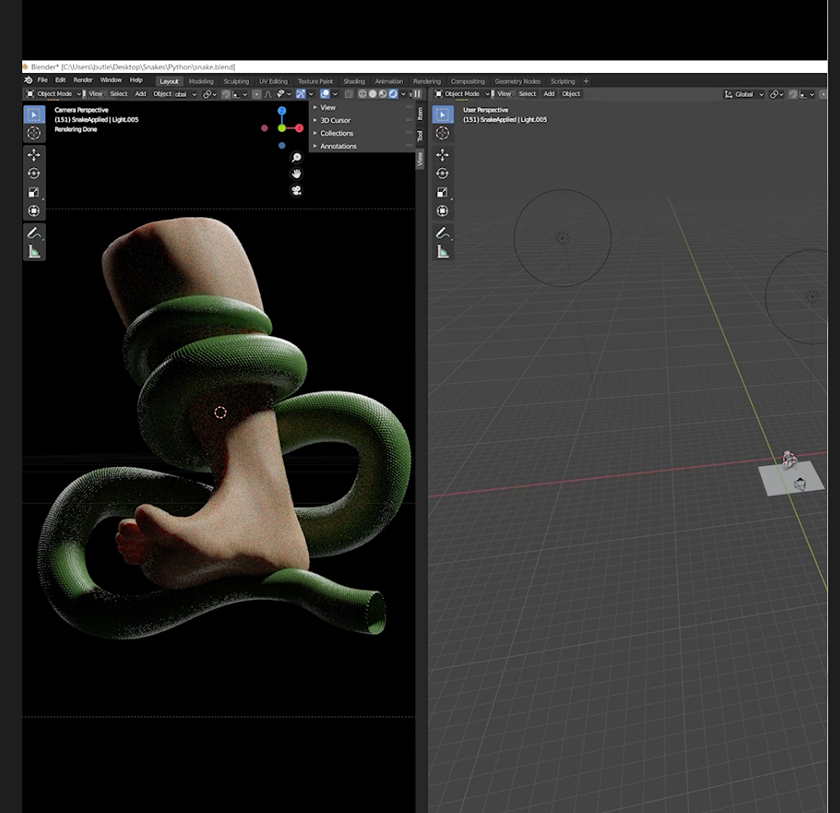 Blender* [C:\Users\butle\Desktop\Snakes\Python\snake.blend]
File Edit Render Window Help Layout Modeling Sculpting UV Editing Texture Paint Shading Animation Rendering Compositing Geometry Nodes Scripting +
Object Mode View Select Add Object obal
Object Mode View Select Add Object Global
Camera Perspective
(151) SnakeApplied | Light.005
Rendering Done
Z
X
View
3D Cursor
Collections
Annotations
Item
Tool
View
User Perspective
(151) SnakeApplied | Light.005